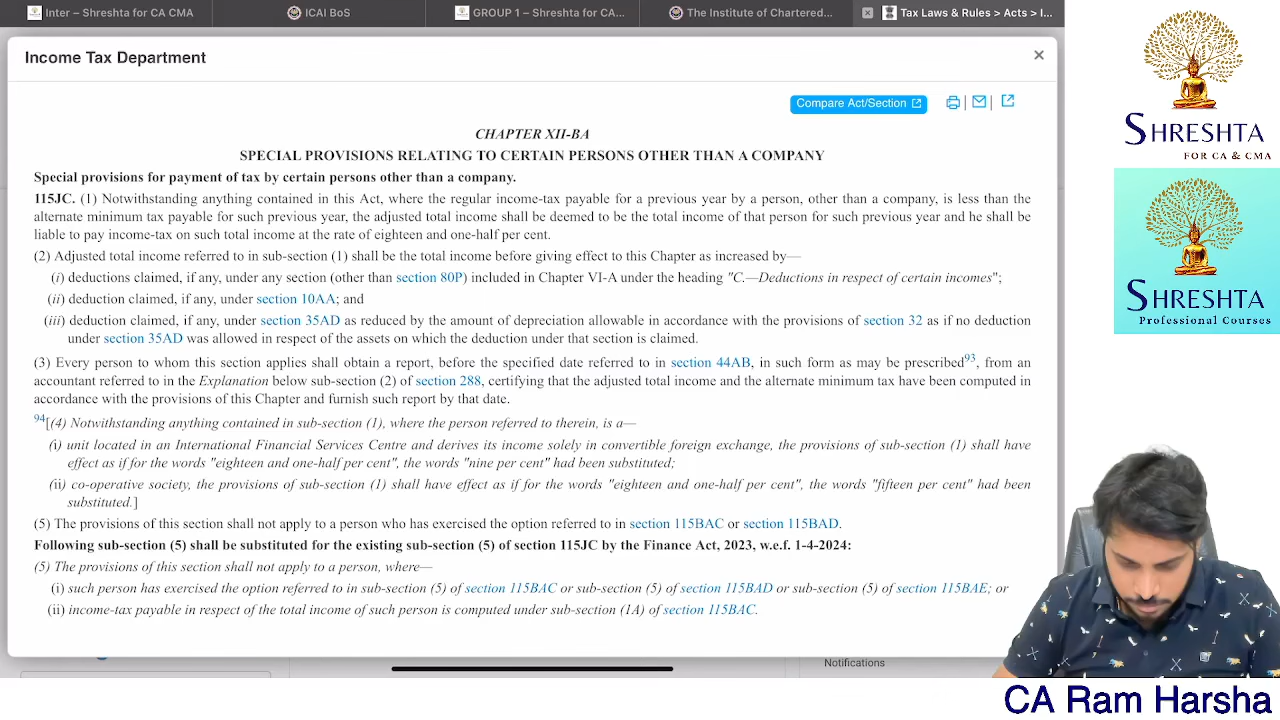 Inter – Shreshta for CA CMA
ICAI BoS
GROUP 1 – Shreshta for CA...
The Institute of Chartered...
Tax Laws & Rules > Acts > I...
Income Tax Department
Compare Act/Section
CHAPTER XII-BA
SPECIAL PROVISIONS RELATING TO CERTAIN PERSONS OTHER THAN A COMPANY
Special provisions for payment of tax by certain persons other than a company.
115JC. (1) Notwithstanding anything contained in this Act, where the regular income-tax payable for a previous year by a person, other than a company, is less than the
alternate minimum tax payable for such previous year, the adjusted total income shall be deemed to be the total income of that person for such previous year and he shall be
liable to pay income-tax on such total income at the rate of eighteen and one-half per cent.
(2) Adjusted total income referred to in sub-section (1) shall be the total income before giving effect to this Chapter as increased by—
(i) deductions claimed, if any, under any section (other than section 80P) included in Chapter VI-A under the heading "C.—Deductions in respect of certain incomes";
(ii) deduction claimed, if any, under section 10AA; and
(iii) deduction claimed, if any, under section 35AD as reduced by the amount of depreciation allowable in accordance with the provisions of section 32 as if no deduction
under section 35AD was allowed in respect of the assets on which the deduction under that section is claimed.
(3) Every person to whom this section applies shall obtain a report, before the specified date referred to in section 44AB, in such form as may be prescribed93, from an
accountant referred to in the Explanation below sub-section (2) of section 288, certifying that the adjusted total income and the alternate minimum tax have been computed in
accordance with the provisions of this Chapter and furnish such report by that date.
94[(4) Notwithstanding anything contained in sub-section (1), where the person referred to therein, is a—
(i) unit located in an International Financial Services Centre and derives its income solely in convertible foreign exchange, the provisions of sub-section (1) shall have
effect as if for the words "eighteen and one-half per cent", the words "nine per cent" had been substituted;
(ii) co-operative society, the provisions of sub-section (1) shall have effect as if for the words "eighteen and one-half per cent", the words "fifteen per cent" had been
substituted.]
(5) The provisions of this section shall not apply to a person who has exercised the option referred to in section 115BAC or section 115BAD.
Following sub-section (5) shall be substituted for the existing sub-section (5) of section 115JC by the Finance Act, 2023, w.e.f. 1-4-2024:
(5) The provisions of this section shall not apply to a person, where—
(i) such person has exercised the option referred to in sub-section (5) of section 115BAC or sub-section (5) of section 115BAD or sub-section (5) of section 115BAE; or
(ii) income-tax payable in respect of the total income of such person is computed under sub-section (1A) of section 115BAC.
Notifications
SHRESHTA
FOR CA & CMA
SHRESHTA
Professional Courses
CA Ram Harsha